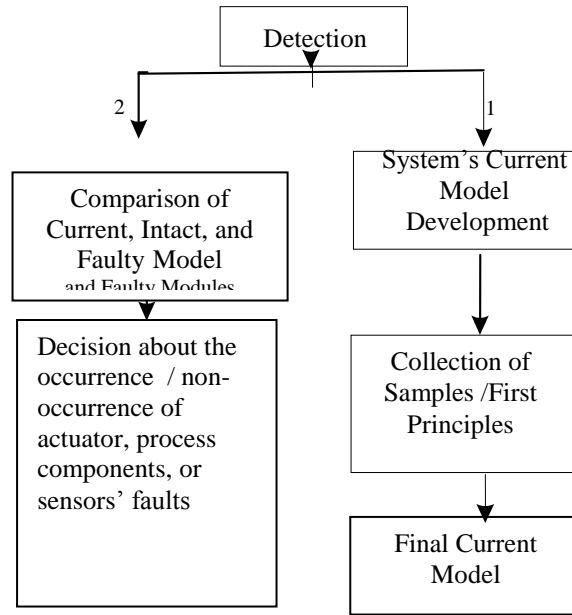 Detection
2
1
System's Current
Model
Development
Comparison of
Current, Intact, and
Faulty Model
and Faulty Modules
Decision about the
occurrence / non-
occurrence of
actuator, process
components, or
sensors' faults
Collection of
Samples /First
Principles
Final Current
Model